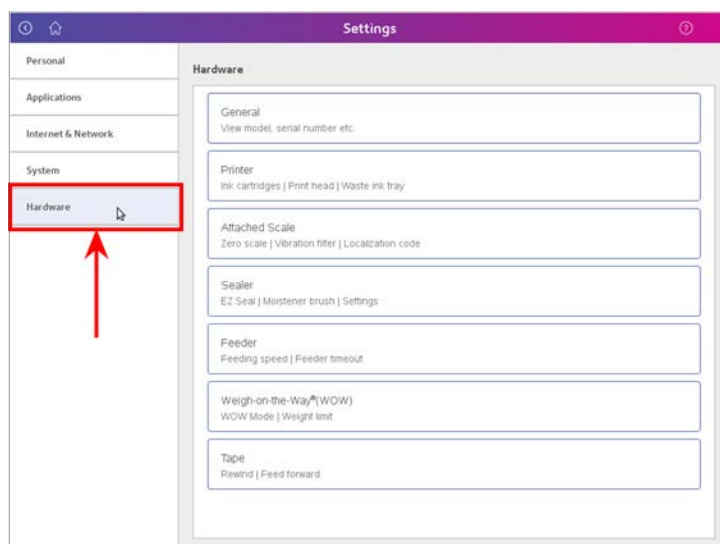 Settings
Personal
Applications
Internet & Network
System
Hardware
Hardware
General
View model, serial number etc.
Printer
Ink cartridges | Print head | Waste ink tray
Attached Scale
Zero scale | Vibration filter | Localization code
Sealer
EZ Seal | Moistener brush | Settings
Feeder
Feeding speed | Feeder timeout
Weigh-on-the-Way®(WOW)
WOW Mode | Weight limit
Tape
Rewind | Feed forward